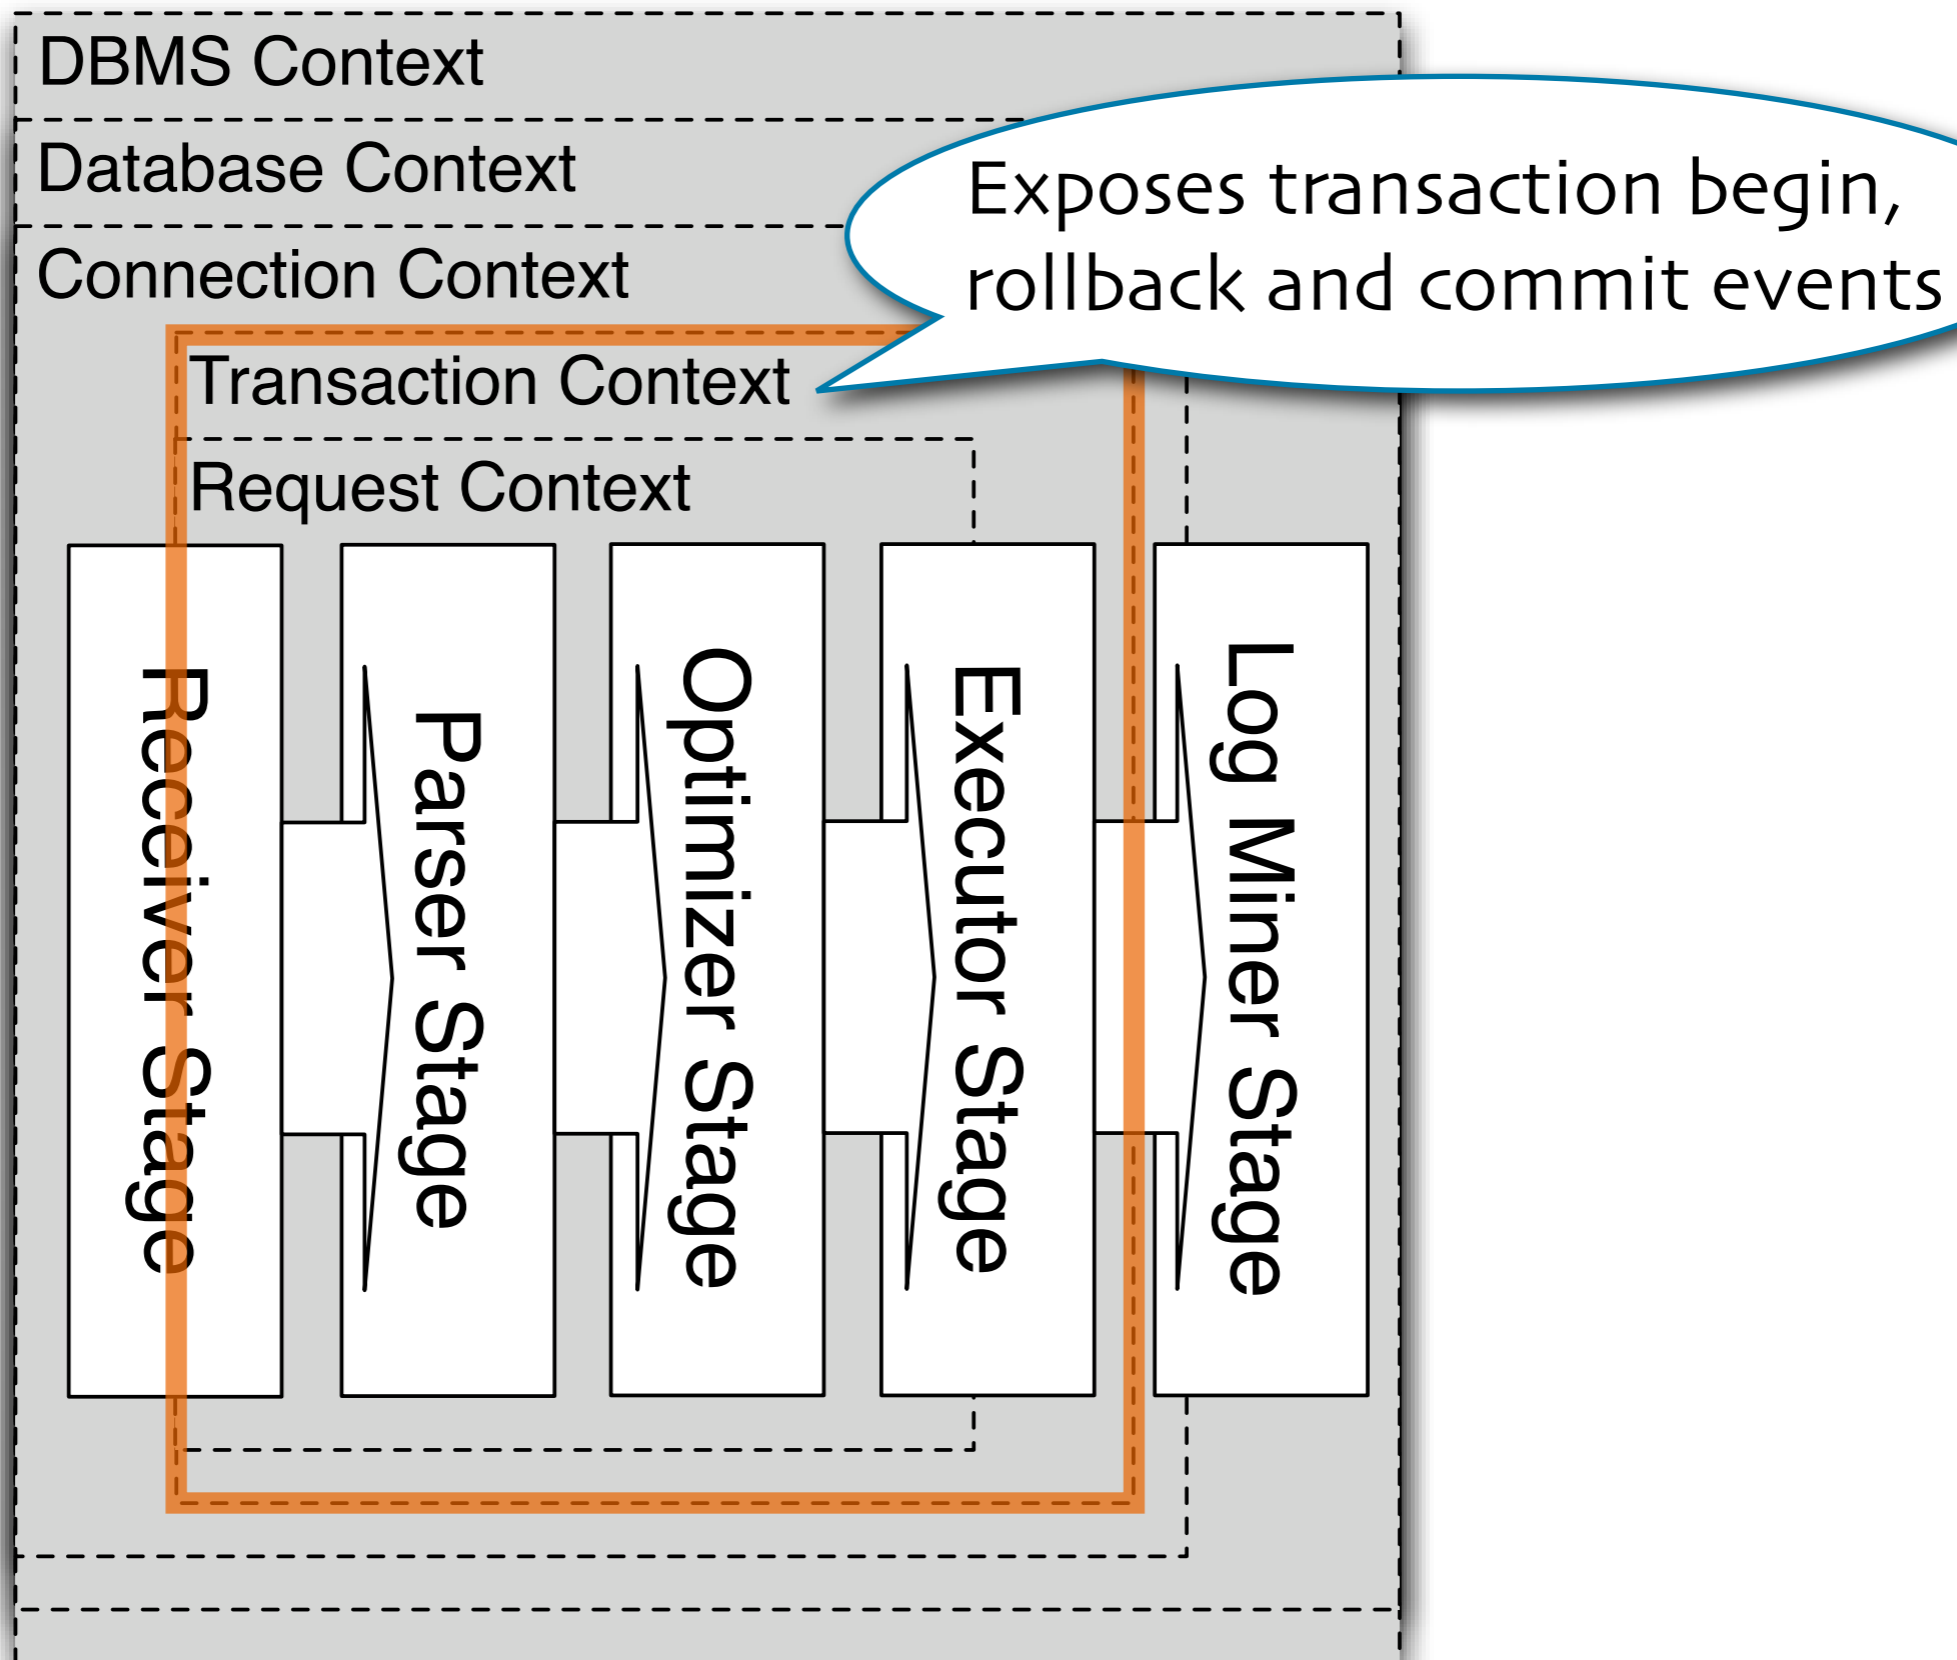 DBMS Context
Database Context
Connection Context
Exposes transaction begin,
rollback and commit events
Transaction Context
Request Context
Receiver Stage
Parser Stage
Optimizer Stage
Executor Stage
Log Miner Stage